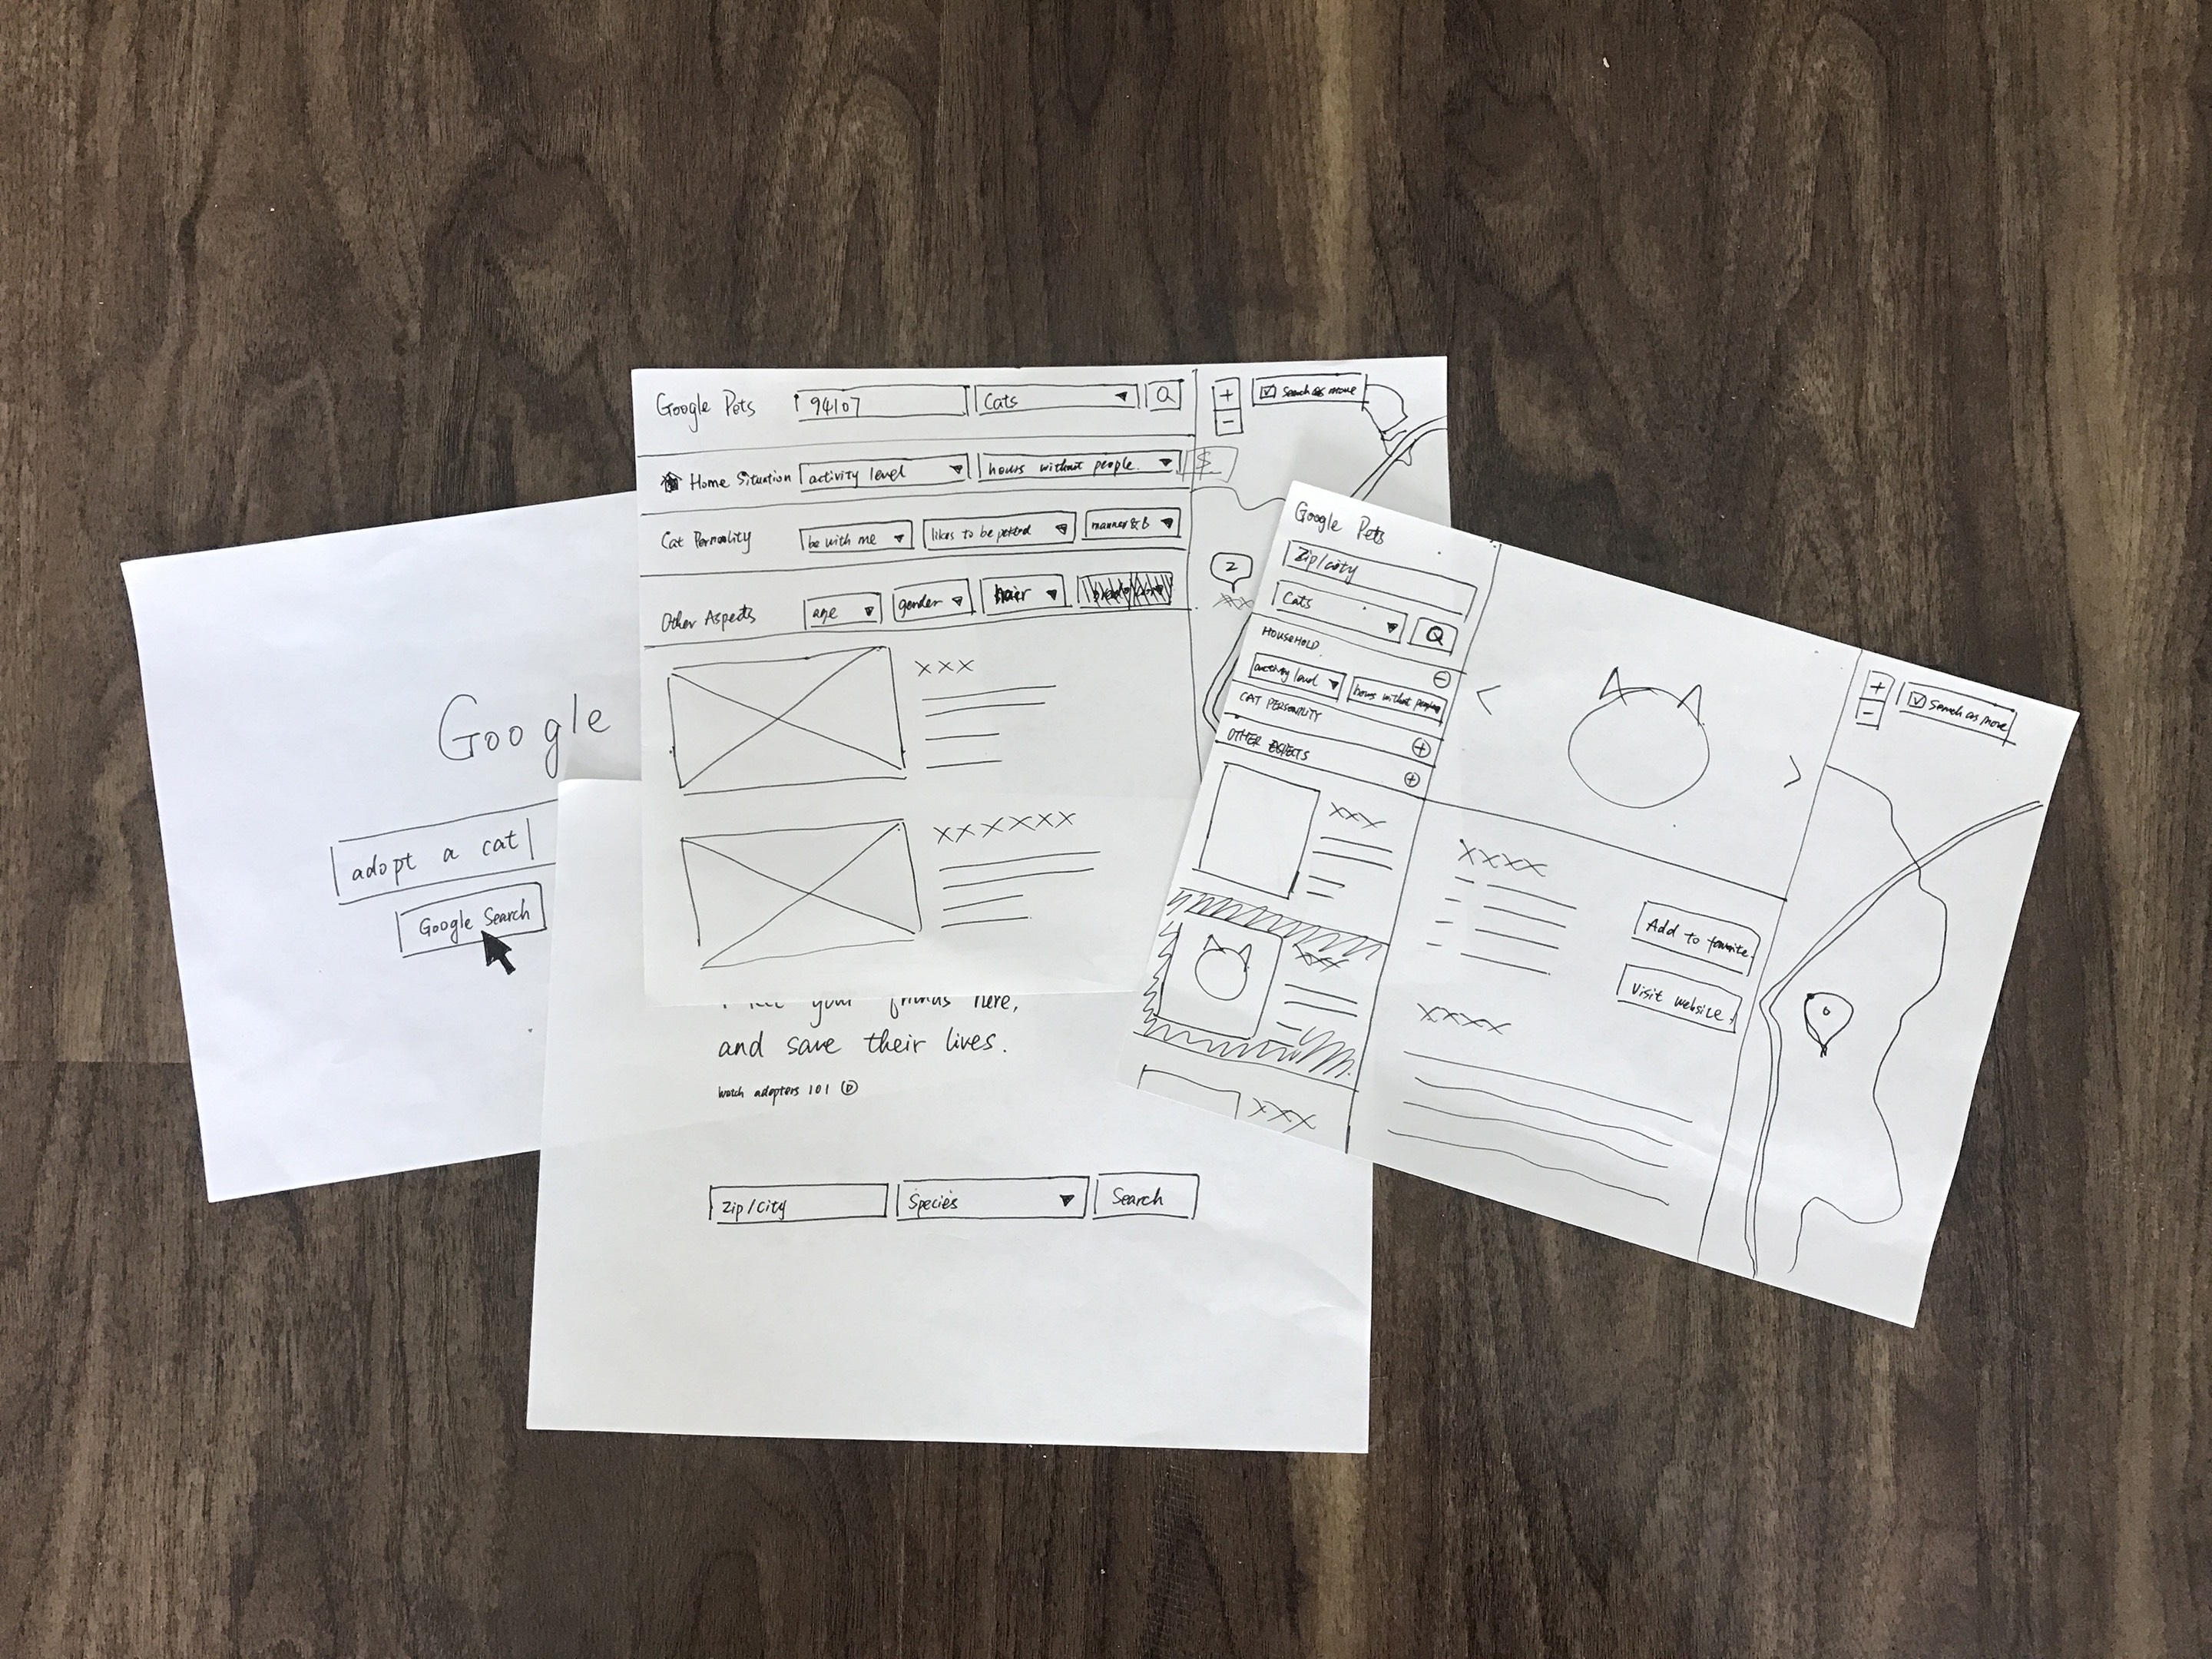 Google
adopt a cat
Google Search
Google Pets 94107 Cats
Home Situation activity level hours without people. $
Cat Personality be with me likes to be petted manner & B
Other Aspects age gender hair
XXX
XXXXXX
+
-
Search as move
2
XX
your friends here,
and save their lives.
watch adopters 101
Zip/city Species Search
Google Pets
Zip/city
Cats
HOUSEHOLD
activity level hours without people
CAT PERSONLITY
OTHER ASPECTS
XXX
XXX
XXX
<
>
XXXX
Add to favorite
Visit website
XXXX
+
-
Search as move